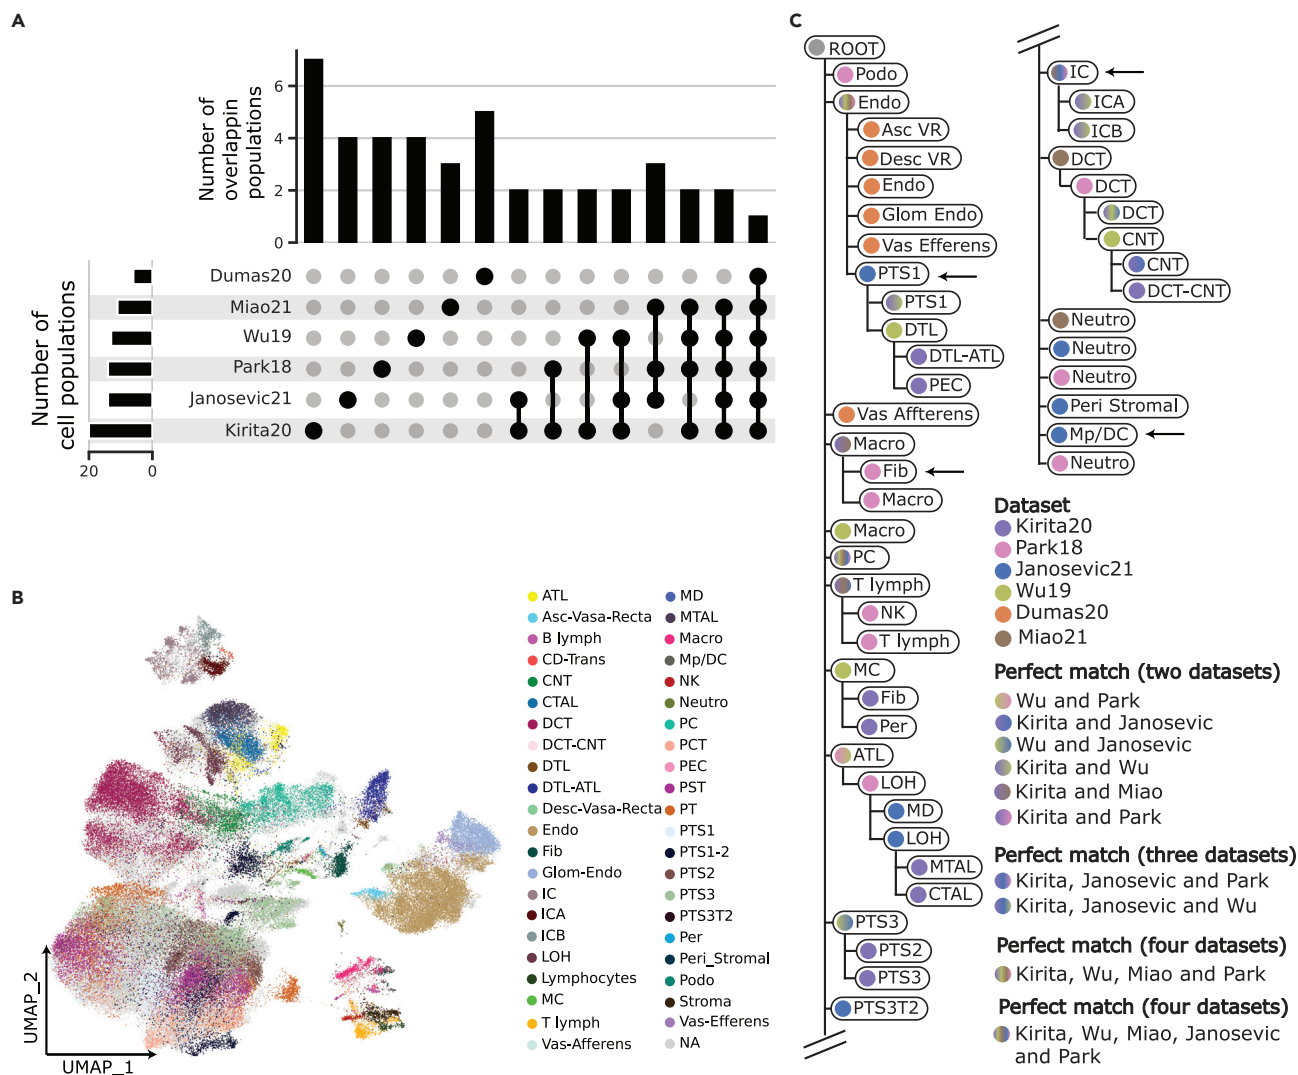 A
Number of
overlappin
populations
6
4
2
0
Dumas20
Miao21
Wu19
Park18
Janosevic21
Kirita20
Number of
cell populations
20
0
B
UMAP_2
UMAP_1
ATL
Asc-Vasa-Recta
B lymph
CD-Trans
CNT
CTAL
DCT
DCT-CNT
DTL
DTL-ATL
Desc-Vasa-Recta
Endo
Fib
Glom-Endo
IC
ICA
ICB
LOH
Lymphocytes
MC
T lymph
Vas-Afferens
MD
MTAL
Macro
Mp/DC
NK
Neutro
PC
PCT
PEC
PST
PT
PTS1
PTS1-2
PTS2
PTS3
PTS3T2
Per
Peri_Stromal
Podo
Stroma
Vas-Efferens
NA
C
ROOT
Podo
Endo
Asc VR
Desc VR
Endo
Glom Endo
Vas Efferens
PTS1
PTS1
DTL
DTL-ATL
PEC
Vas Affterens
Macro
Fib
Macro
Macro
PC
T lymph
NK
T lymph
MC
Fib
Per
ATL
LOH
MD
LOH
MTAL
CTAL
PTS3
PTS2
PTS3
PTS3T2
IC
ICA
ICB
DCT
DCT
DCT
CNT
CNT
DCT-CNT
Neutro
Neutro
Neutro
Peri Stromal
Mp/DC
Neutro
Dataset
Kirita20
Park18
Janosevic21
Wu19
Dumas20
Miao21
Perfect match (two datasets)
Wu and Park
Kirita and Janosevic
Wu and Janosevic
Kirita and Wu
Kirita and Miao
Kirita and Park
Perfect match (three datasets)
Kirita, Janosevic and Park
Kirita, Janosevic and Wu
Perfect match (four datasets)
Kirita, Wu, Miao and Park
Perfect match (four datasets)
Kirita, Wu, Miao, Janosevic
and Park